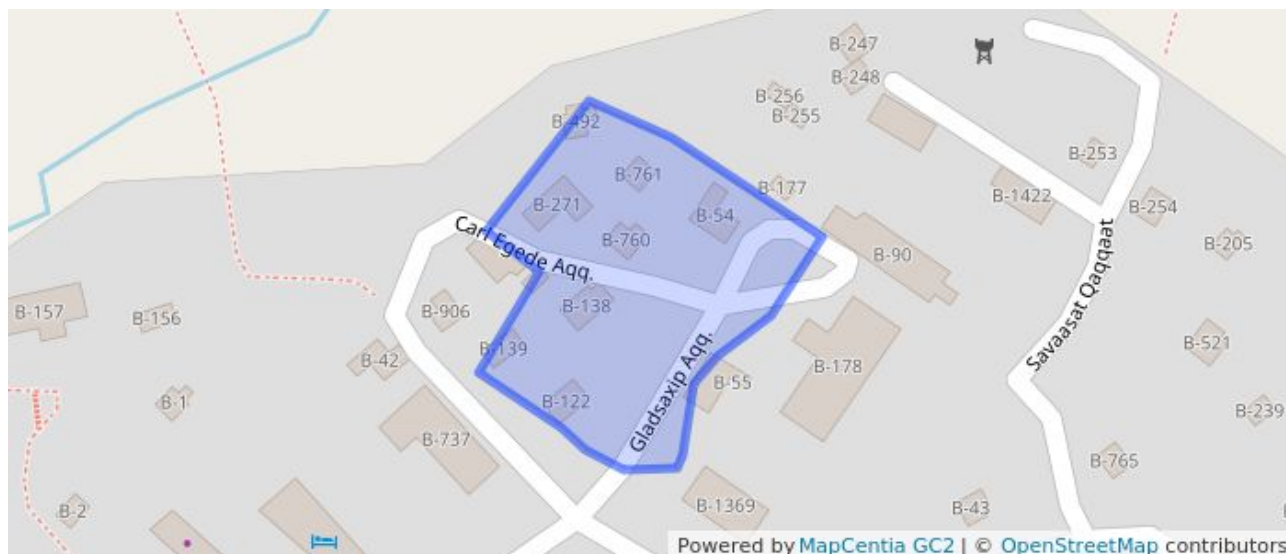 B-247
B-248
B-256
B-255
B-492
B-253
B-761
B-177
B-1422
B-271
B-54
B-254
Carl Egede Aqq.
B-760
B-205
B-90
Savaasat Qaqqaat
B-157
B-156
B-906
B-138
B-139
B-42
B-521
B-178
Gladsaxip Aqq.
B-55
B-1
B-122
B-239
B-737
B-765
B-2
B-1369
B-43
Powered by MapCentia GC2 | © OpenStreetMap contributors